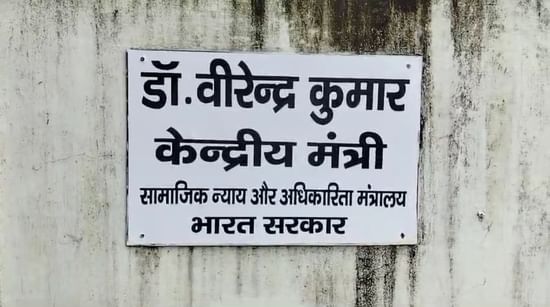 डॉ. वीरेन्द्र कुमार
केन्द्रीय मंत्री
सामाजिक न्याय और अधिकारिता मंत्रालय
भारत सरकार